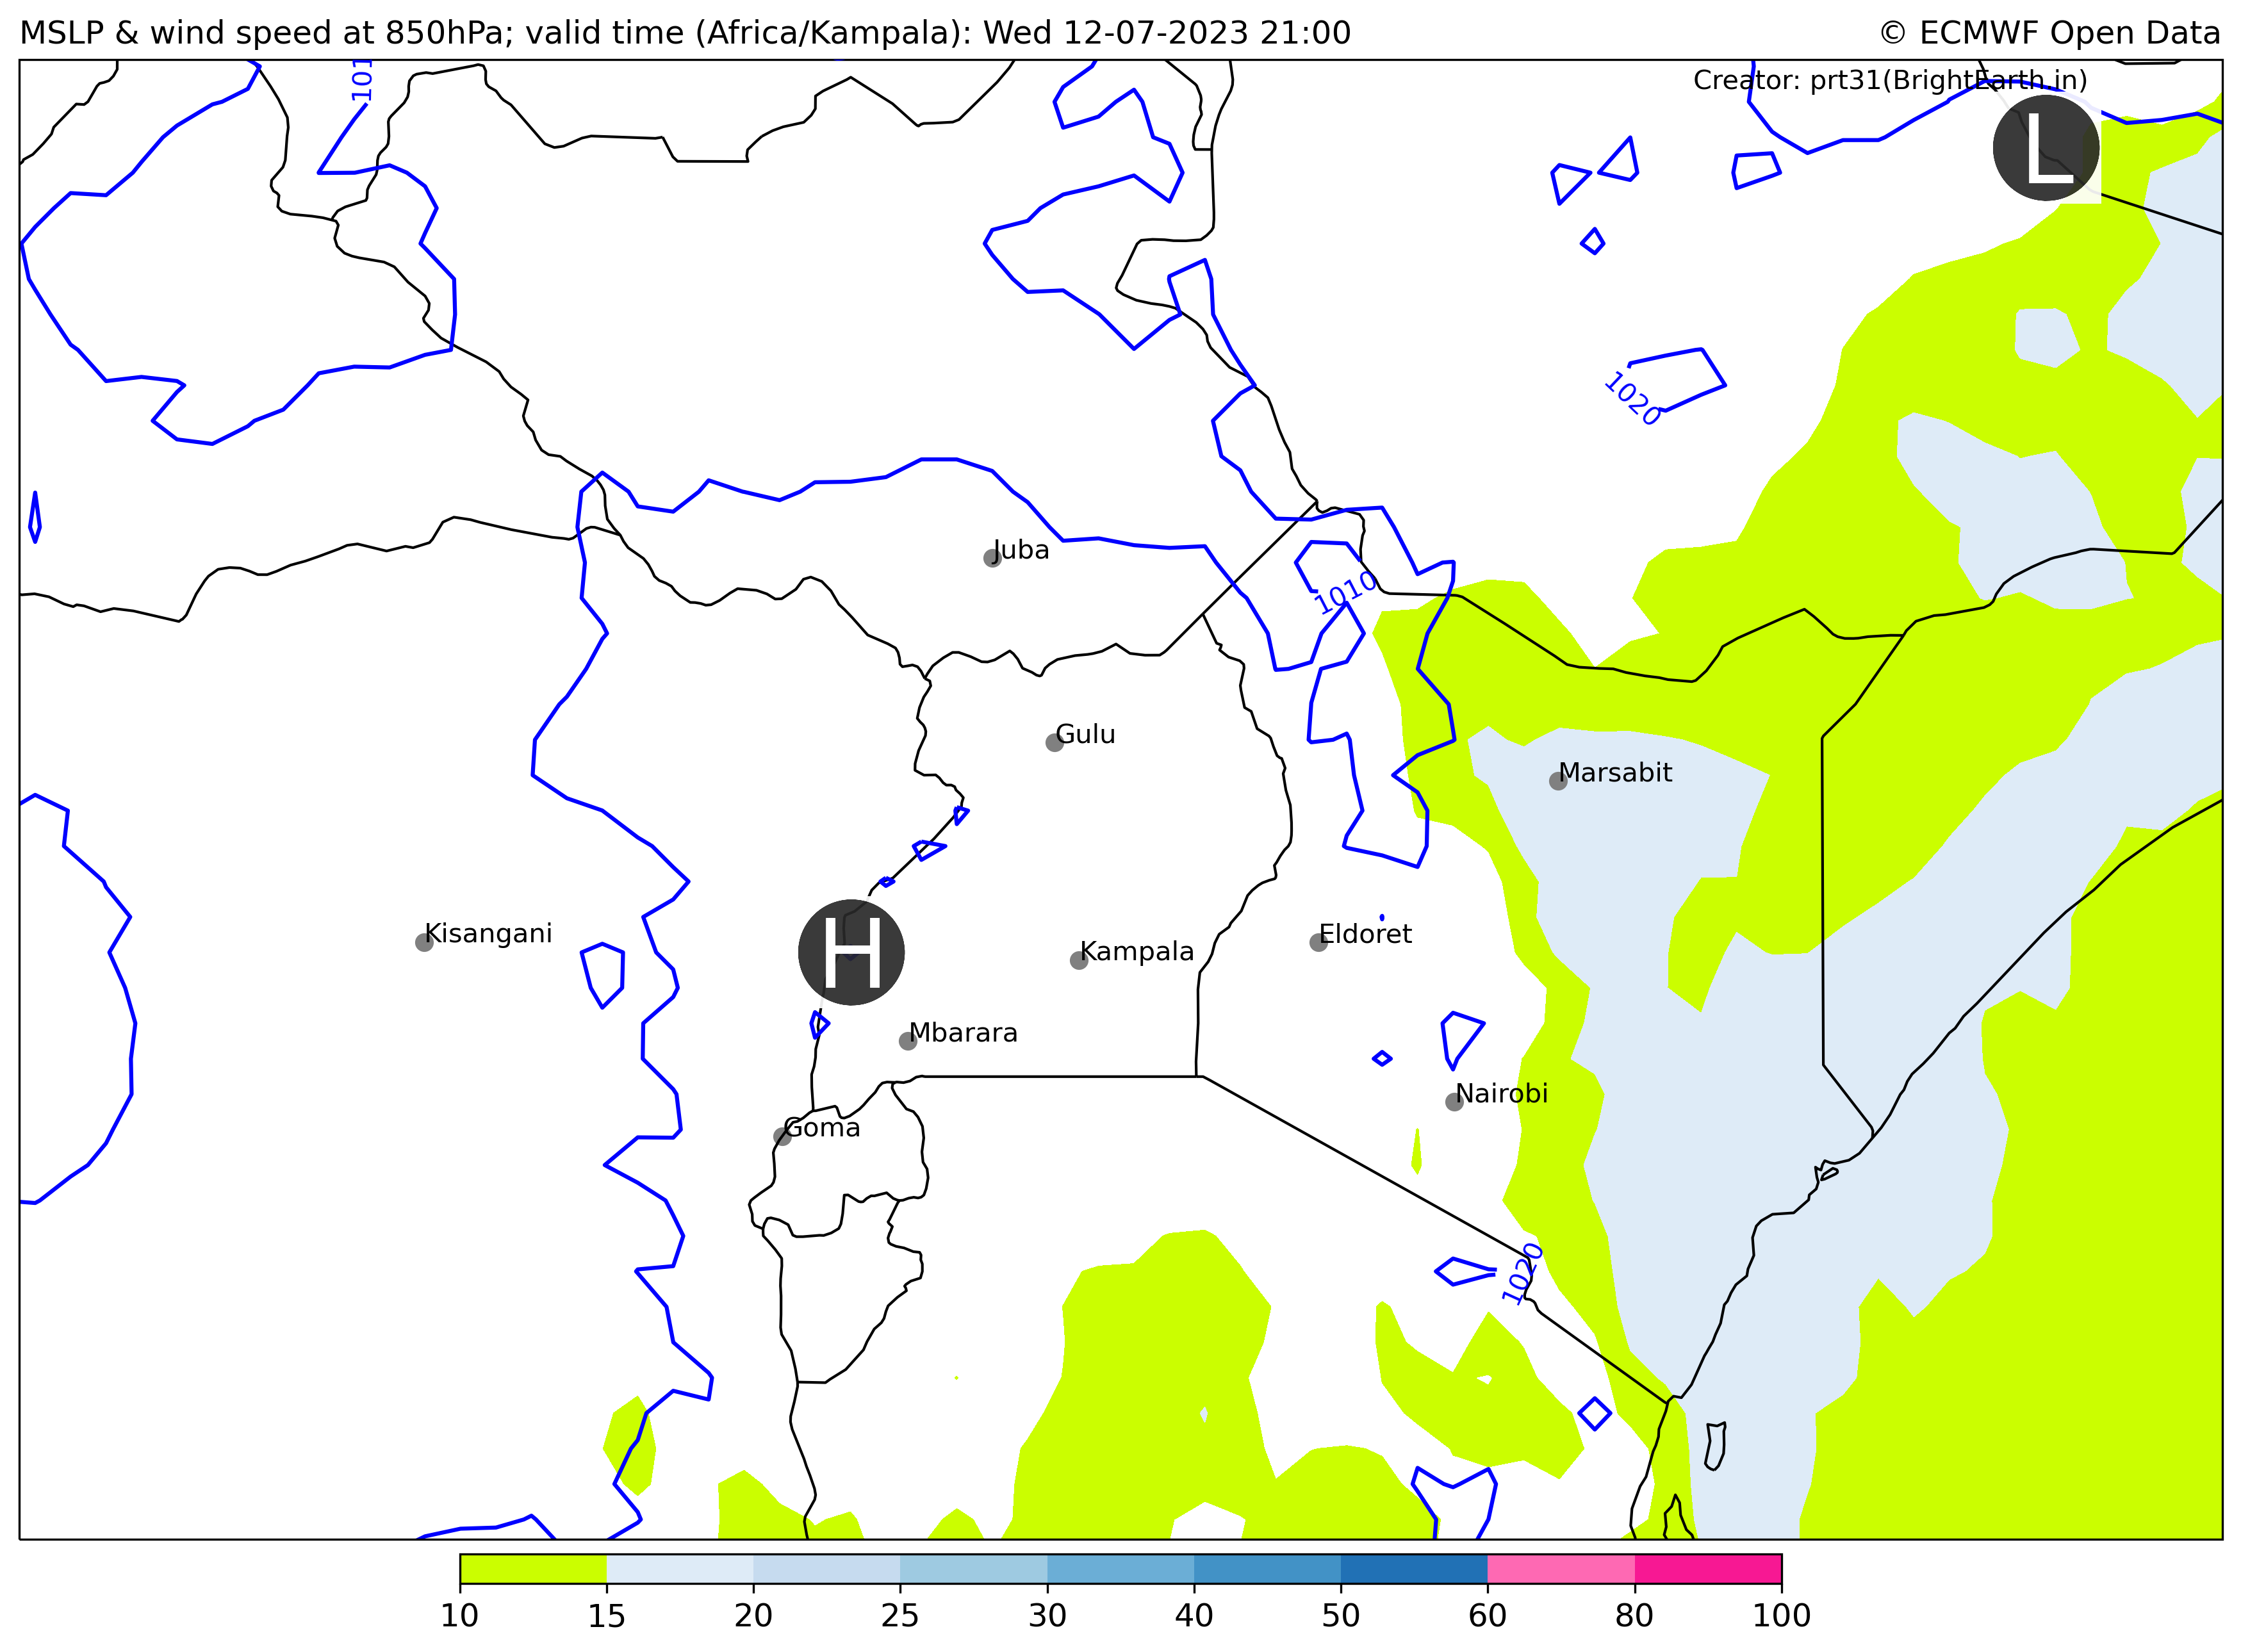 MSLP & wind speed at 850hPa; valid time (Africa/Kampala): Wed 12-07-2023 21:00
© ECMWF Open Data
Creator: prt31(BrightEarth.in)
101
L
1020
Juba
1010
Gulu
Marsabit
Kisangani
H
Kampala
Eldoret
Mbarara
Nairobi
Goma
1020
10 15 20 25 30 40 50 60 80 100